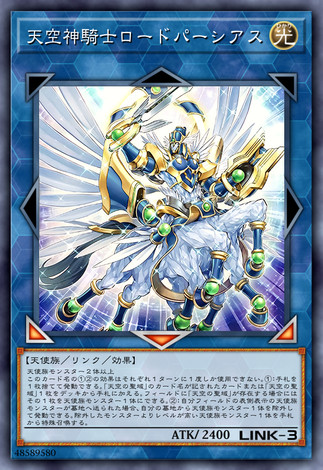 天空神騎士ロードパーシアス
光
【天使族／リンク／効果】
天使族モンスター２体以上
このカード名の①②の効果はそれぞれ１ターンに１度しか使用できない。①：手札を
１枚捨てて発動できる。「天空の聖域」のカード名が記されたカードまたは「天空の聖
域」１枚をデッキから手札に加える。フィールドに「天空の聖域」が存在する場合には
その１枚を天使族モンスター１体にできる。②：自分フィールドの表側表示の天使族
モンスターが墓地へ送られた場合、自分の墓地から天使族モンスター１体を除外し
て発動できる。除外したモンスターよりレベルが高い天使族モンスター１体を手札
から特殊召喚する。
ATK/2400 LINK-3
48589580